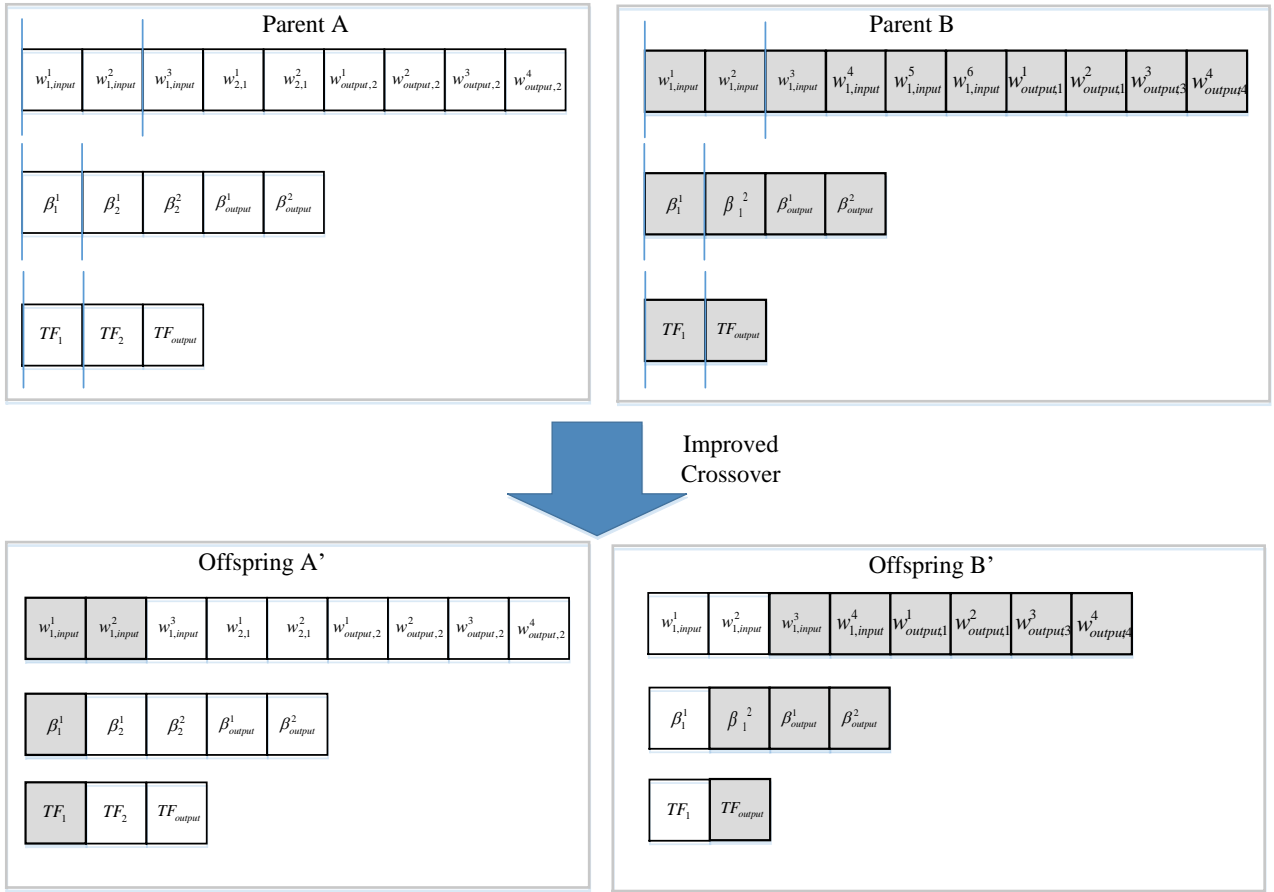 Parent A
w^1_{1,input} w^2_{1,input} w^3_{1,input} w^1_{2,1} w^2_{2,1} w^1_{output,2} w^2_{output,2} w^3_{output,2} w^4_{output,2}
β^1_1 β^1_2 β^2_2 β^1_{output} β^2_{output}
TF_1 TF_2 TF_{output}
Parent B
w^1_{1,input} w^2_{1,input} w^3_{1,input} w^4_{1,input} w^5_{1,input} w^6_{1,input} w^1_{output,1} w^2_{output,1} w^3_{output,3} w^4_{output,4}
β^1_1 β^2_1 β^1_{output} β^2_{output}
TF_1 TF_{output}
Improved
Crossover
Offspring A’
w^1_{1,input} w^2_{1,input} w^3_{1,input} w^1_{2,1} w^2_{2,1} w^1_{output,2} w^2_{output,2} w^3_{output,2} w^4_{output,2}
β^1_1 β^1_2 β^2_2 β^1_{output} β^2_{output}
TF_1 TF_2 TF_{output}
Offspring B’
w^1_{1,input} w^2_{1,input} w^3_{1,input} w^4_{1,input} w^1_{output,1} w^2_{output,1} w^3_{output,3} w^4_{output,4}
β^1_1 β^2_1 β^1_{output} β^2_{output}
TF_1 TF_{output}